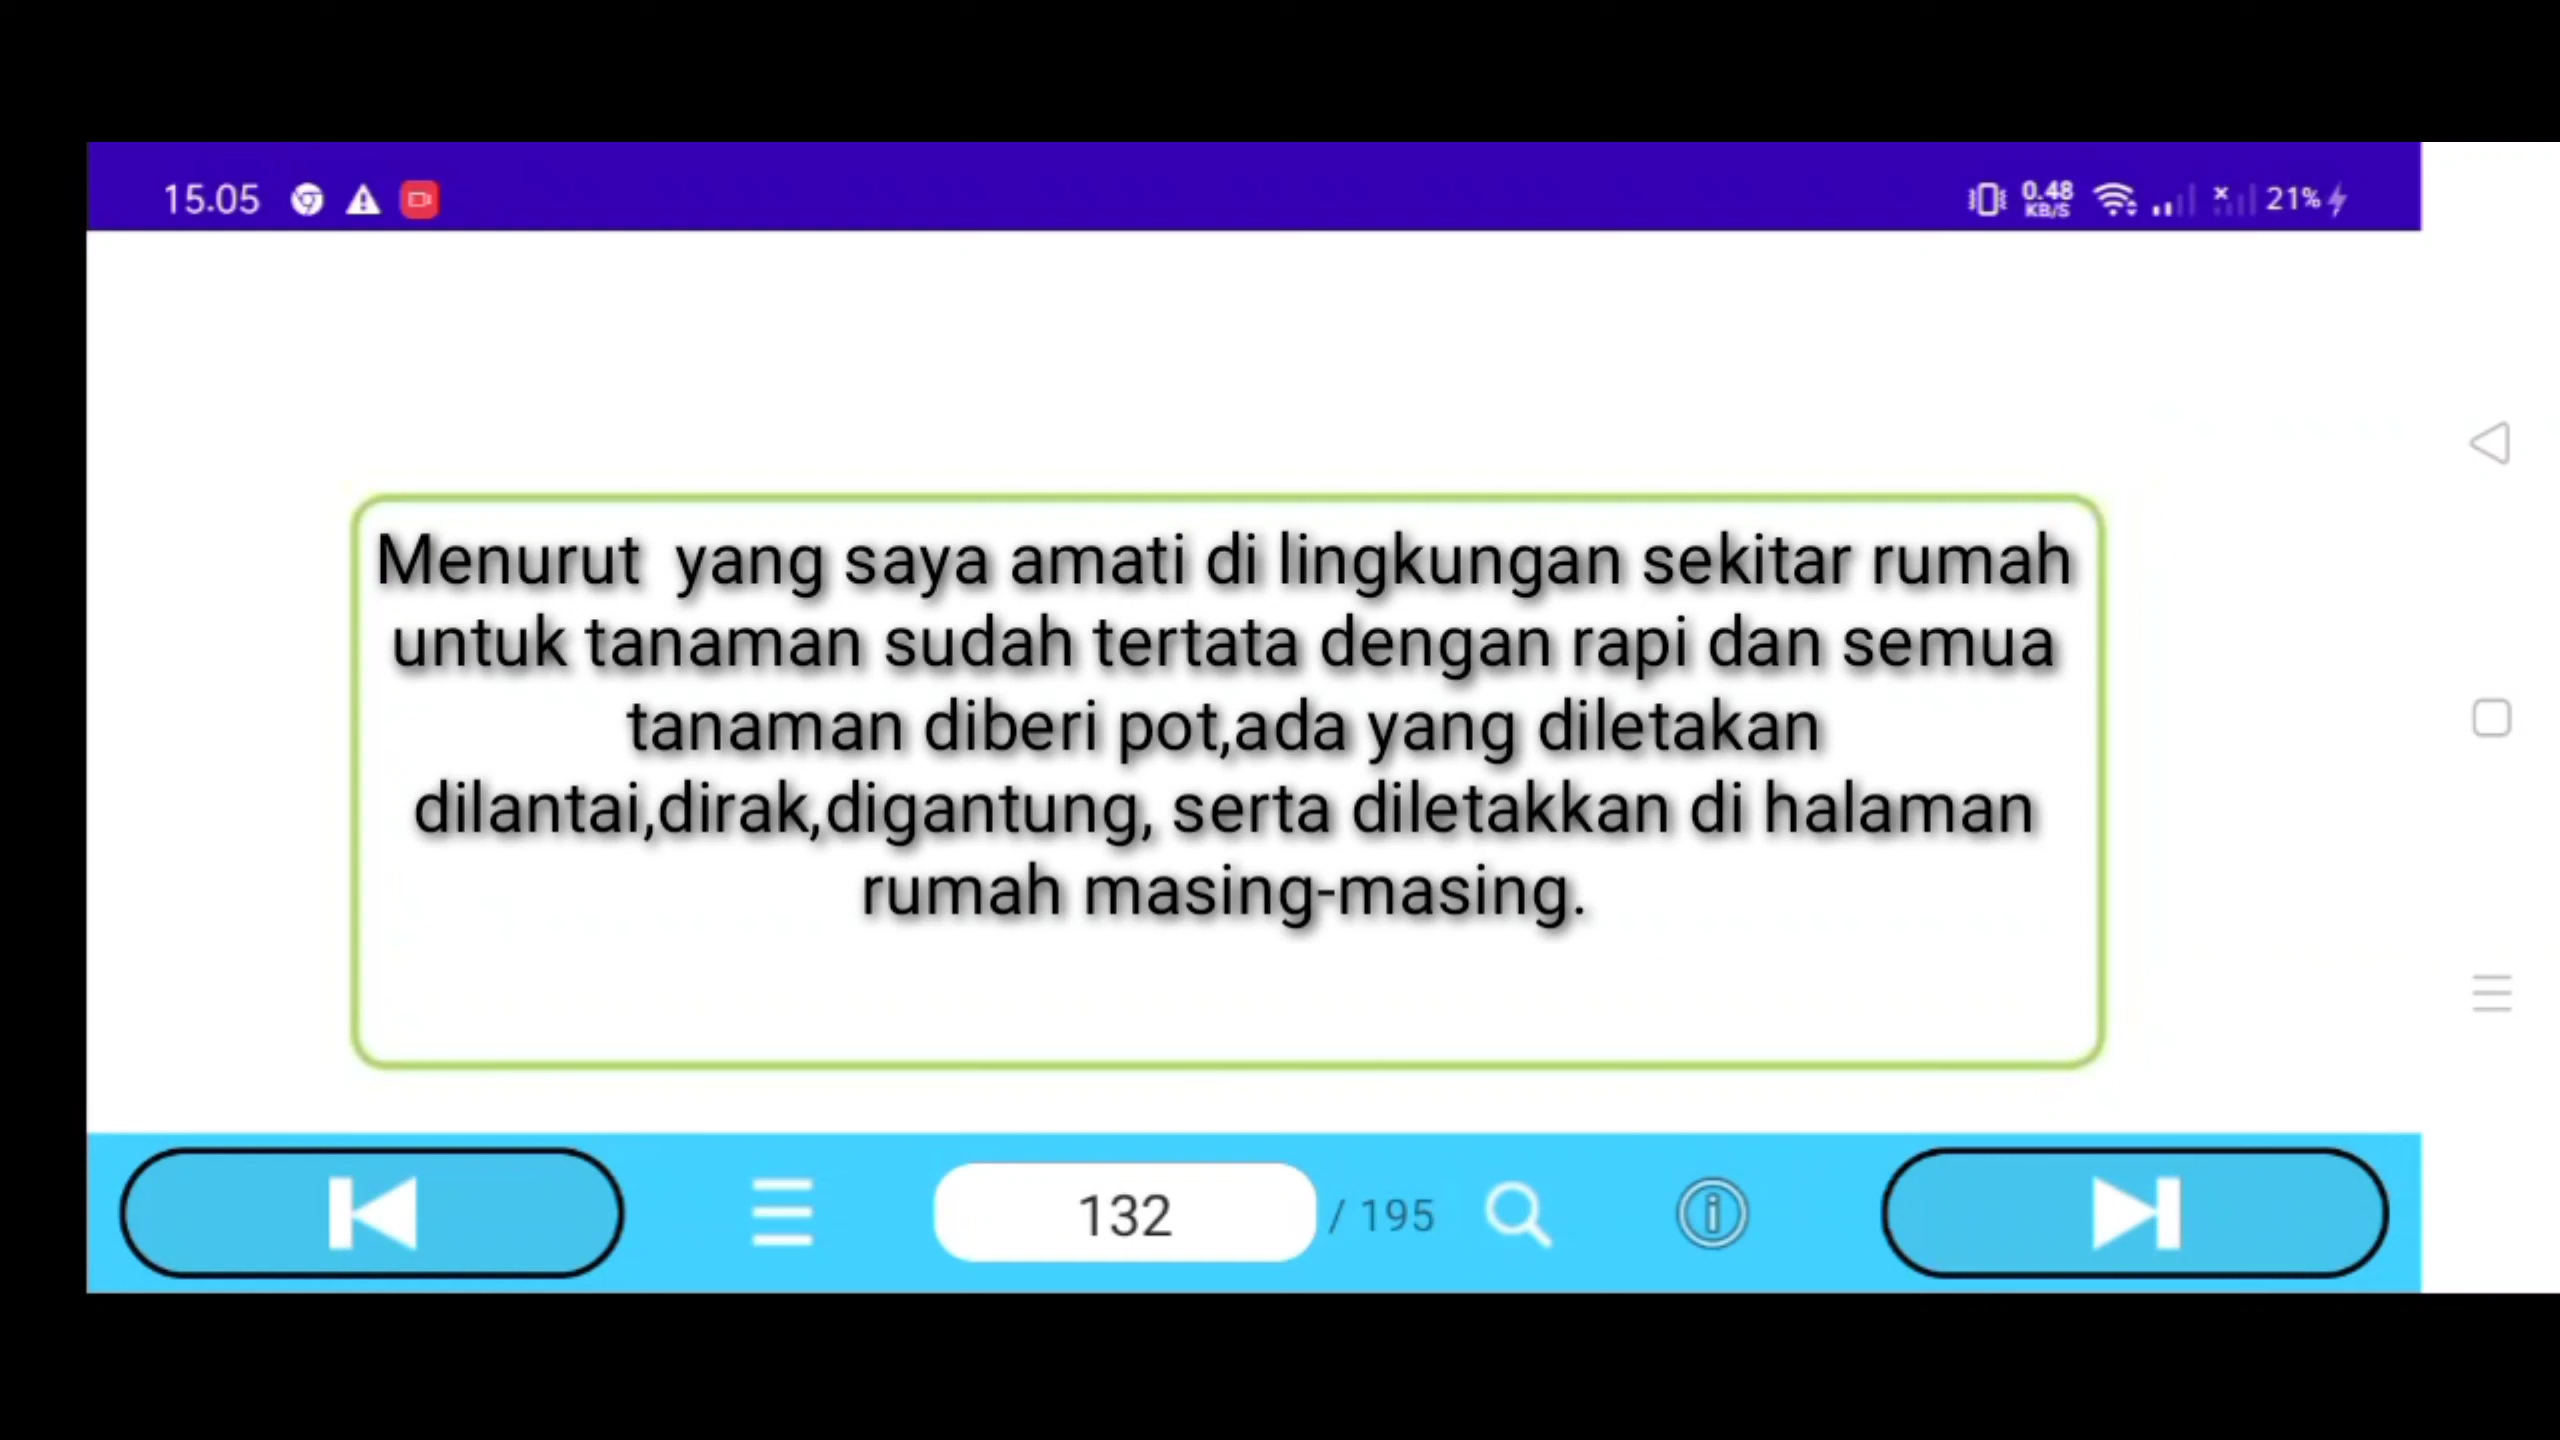 15.05
0.48
KB/S
21%
Menurut  yang saya amati di lingkungan sekitar rumah
untuk tanaman sudah tertata dengan rapi dan semua
tanaman diberi pot,ada yang diletakan
dilantai,dirak,digantung, serta diletakkan di halaman
rumah masing-masing.
132
/ 195